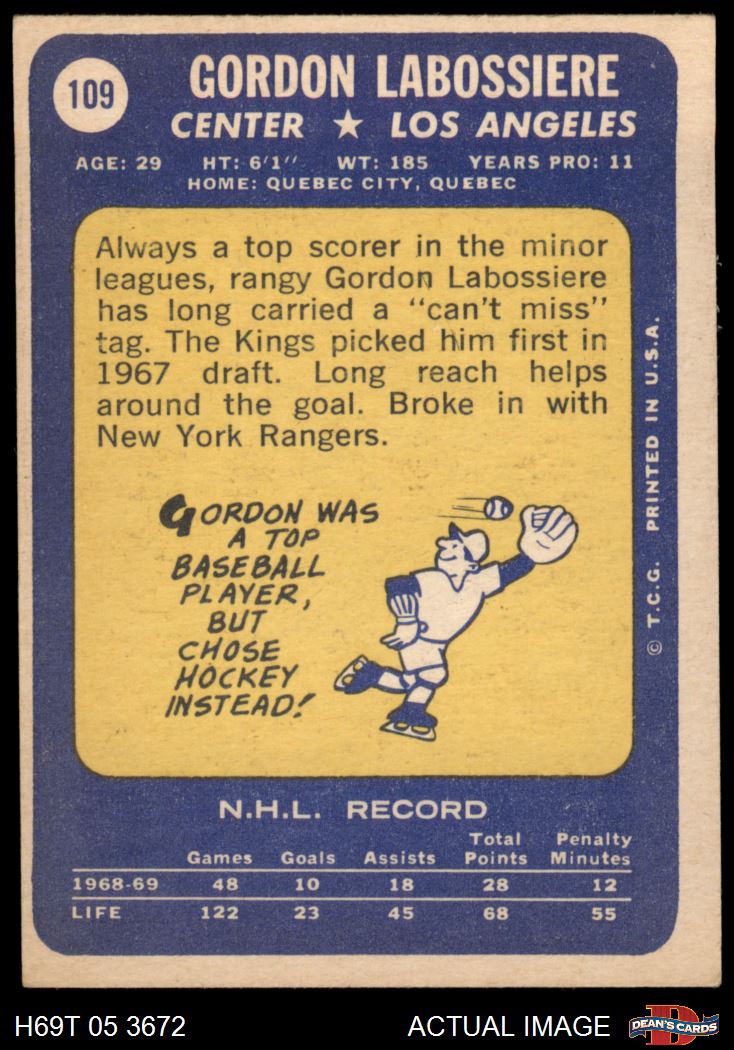 109
GORDON LABOSSIERE
CENTER ★ LOS ANGELES
AGE: 29 HT: 6'1" WT: 185 YEARS PRO: 11
HOME: QUEBEC CITY, QUEBEC
Always a top scorer in the minor
leagues, rangy Gordon Labossiere
has long carried a "can't miss"
tag. The Kings picked him first in
1967 draft. Long reach helps
around the goal. Broke in with
New York Rangers.
GORDON WAS
A TOP
BASEBALL
PLAYER,
BUT
CHOSE
HOCKEY
INSTEAD!
© T.C.G. PRINTED IN U.S.A.
N.H.L. RECORD
Total Penalty
Games Goals Assists Points Minutes
1968-69 48 10 18 28 12
LIFE 122 23 45 68 55
H69T 05 3672 ACTUAL IMAGE DEAN'S CARDS